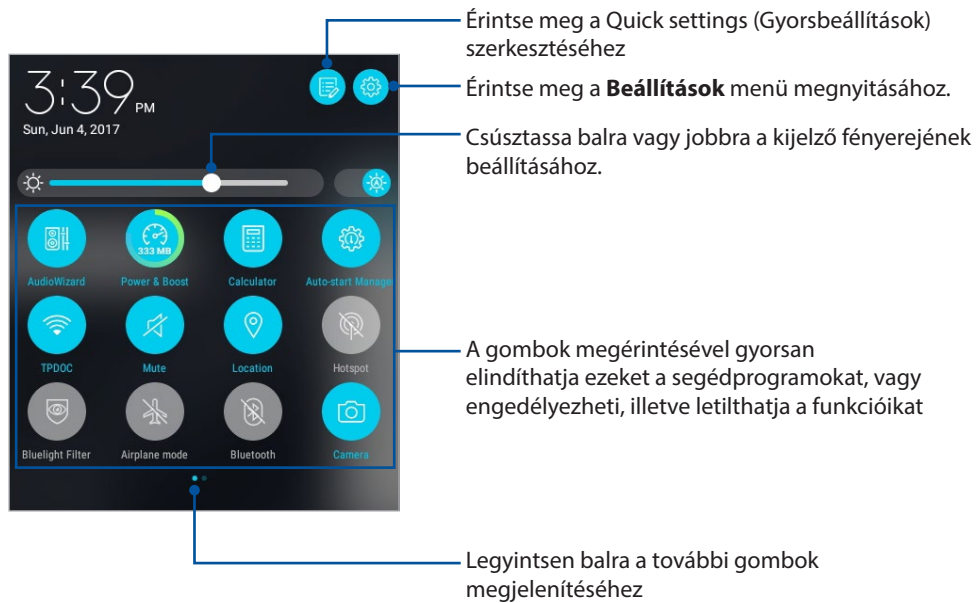 Érintse meg a Quick settings (Gyorsbeállítások)
szerkesztéséhez
Érintse meg a Beállítások menü megnyitásához.
Csúsztassa balra vagy jobbra a kijelző fényerejének
beállításához.
3:39 PM
Sun, Jun 4, 2017
A
333 MB
AudioWizard
Power & Boost
Calculator
Auto-start Manage
TPDOC
Mute
Location
Hotspot
Bluelight Filter
Airplane mode
Bluetooth
Camera
A gombok megérintésével gyorsan
elindíthatja ezeket a segédprogramokat, vagy
engedélyezheti, illetve letilthatja a funkcióikat
Legyintsen balra a további gombok
megjelenítéséhez